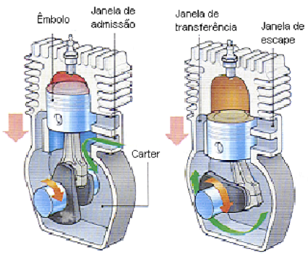 Êmbolo
Janela de
admissão
Carter
Janela de
transferência
Janela de
escape